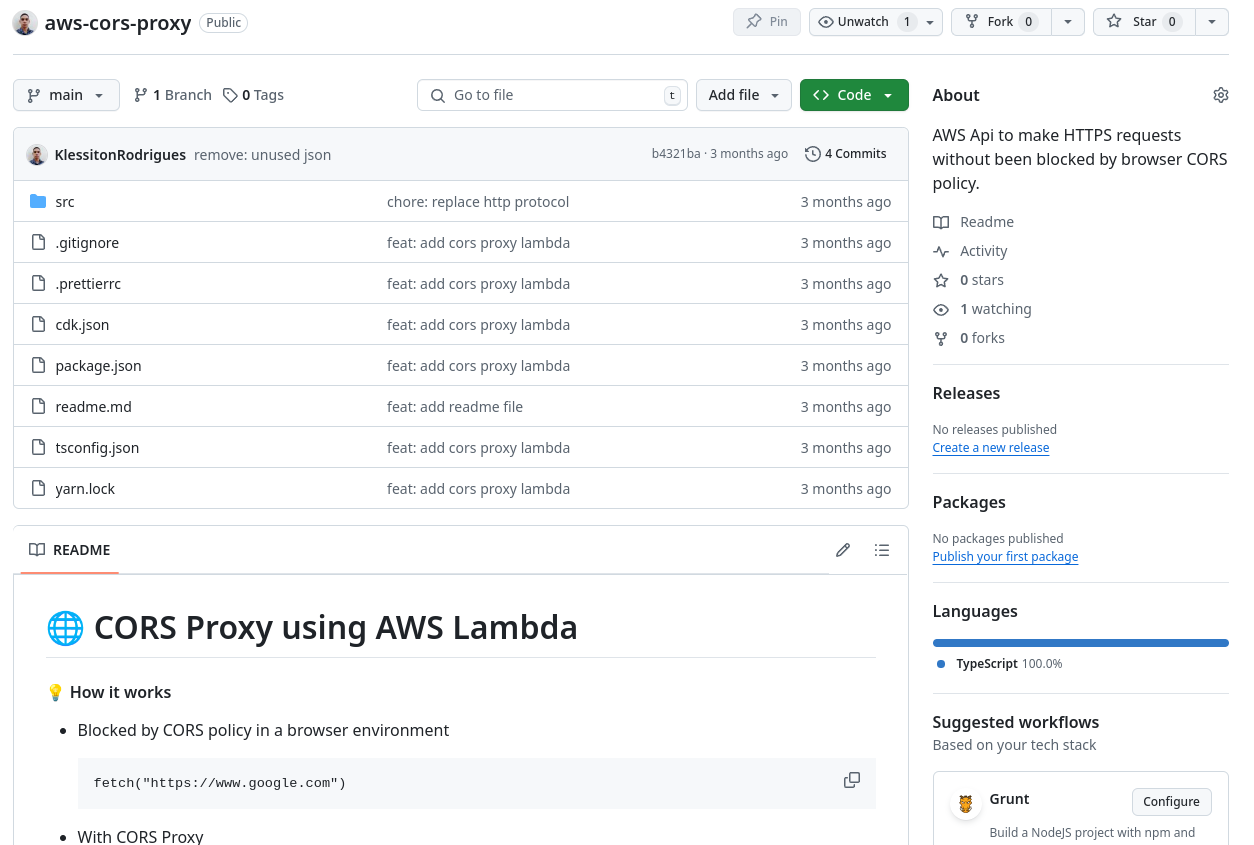 aws-cors-proxy Public
Pin
Unwatch 1
Fork 0
Star 0
main
1 Branch
0 Tags
Go to file t
Add file
<> Code
KlessitonRodrigues remove: unused json b4321ba · 3 months ago 4 Commits
src chore: replace http protocol 3 months ago
.gitignore feat: add cors proxy lambda 3 months ago
.prettierrc feat: add cors proxy lambda 3 months ago
cdk.json feat: add cors proxy lambda 3 months ago
package.json feat: add cors proxy lambda 3 months ago
readme.md feat: add readme file 3 months ago
tsconfig.json feat: add cors proxy lambda 3 months ago
yarn.lock feat: add cors proxy lambda 3 months ago
README
🌐 CORS Proxy using AWS Lambda
💡 How it works
• Blocked by CORS policy in a browser environment
fetch("https://www.google.com")
• With CORS Proxy
About
AWS Api to make HTTPS requests
without been blocked by browser CORS
policy.
Readme
Activity
0 stars
1 watching
0 forks
Releases
No releases published
Create a new release
Packages
No packages published
Publish your first package
Languages
TypeScript 100.0%
Suggested workflows
Based on your tech stack
Grunt
Configure
Build a NodeJS project with npm and